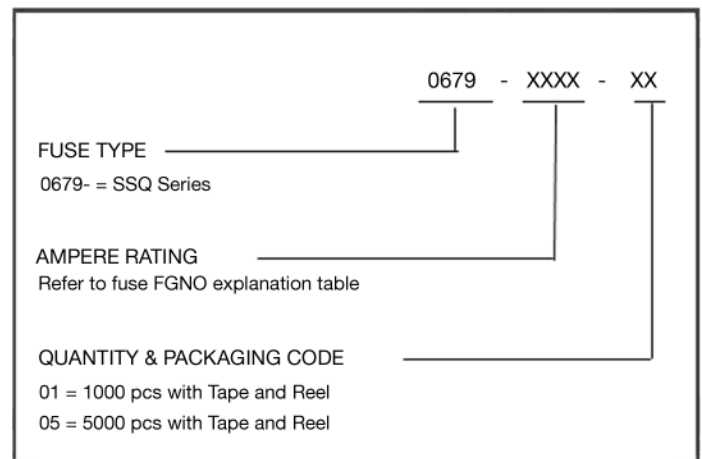 0679 - XXXX - XX
FUSE TYPE
0679- = SSQ Series
AMPERE RATING
Refer to fuse FGNO explanation table
QUANTITY & PACKAGING CODE
01 = 1000 pcs with Tape and Reel
05 = 5000 pcs with Tape and Reel